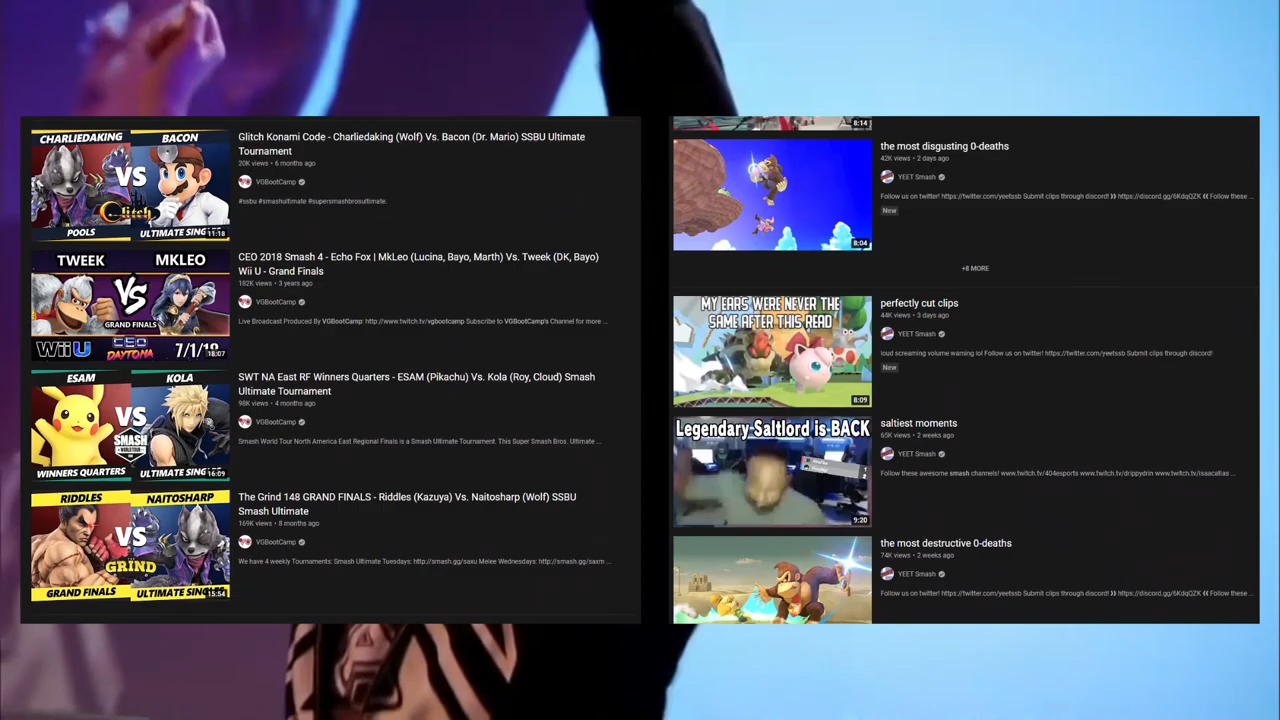 CHARLIEDAKING
BACON
VS
Glitch
POOLS
ULTIMATE SIN
11:18
Glitch Konami Code - Charliedaking (Wolf) Vs. Bacon (Dr. Mario) SSBU Ultimate
Tournament
20K views • 6 months ago
VGBootCamp
#ssbu #smashultimate #supersmashbrosultimate.
TWEEK
MKLEO
VS
GRAND FINALS
Wii U
CEO
DAYTONA
7/1/18
18:07
CEO 2018 Smash 4 - Echo Fox | MkLeo (Lucina, Bayo, Marth) Vs. Tweek (DK, Bayo)
Wii U - Grand Finals
182K views • 3 years ago
VGBootCamp
Live Broadcast Produced By VGBootCamp: http://www.twitch.tv/vgbootcamp Subscribe to VGBootCamp's Channel for more ...
ESAM
KOLA
VS
SMASH
WORLD TOUR
WINNERS QUARTERS
ULTIMATE SING
16:09
SWT NA East RF Winners Quarters - ESAM (Pikachu) Vs. Kola (Roy, Cloud) Smash
Ultimate Tournament
98K views • 4 months ago
VGBootCamp
Smash World Tour North America East Regional Finals is a Smash Ultimate Tournament. This Super Smash Bros. Ultimate ...
RIDDLES
NAITOSHARP
VS
GRIND
GRAND FINALS
ULTIMATE SING
15:54
The Grind 148 GRAND FINALS - Riddles (Kazuya) Vs. Naitosharp (Wolf) SSBU
Smash Ultimate
169K views • 8 months ago
VGBootCamp
We have 4 weekly Tournaments: Smash Ultimate Tuesdays: http://smash.gg/saxu Melee Wednesdays: http://smash.gg/saxm ...
8:14
8:04
the most disgusting 0-deaths
42K views • 2 days ago
YEET Smash
Follow us on twitter! https://twitter.com/yeetssb Submit clips through discord! ⟫⟫ https://discord.gg/6KdqQZK ⟪⟪ Follow these ...
New
+8 MORE
MY EARS WERE NEVER THE
SAME AFTER THIS READ
8:09
perfectly cut clips
44K views • 3 days ago
YEET Smash
loud screaming volume warning lol Follow us on twitter! https://twitter.com/yeetssb Submit clips through discord!
New
Legendary Saltlord is BACK
9:20
saltiest moments
65K views • 2 weeks ago
YEET Smash
Follow these awesome smash channels! www.twitch.tv/404esports www.twitch.tv/drippydrin www.twitch.tv/isaacatlas ...
the most destructive 0-deaths
74K views • 2 weeks ago
YEET Smash
Follow us on twitter! https://twitter.com/yeetssb Submit clips through discord! ⟫⟫ https://discord.gg/6KdqQZK ⟪⟪ Follow these ...